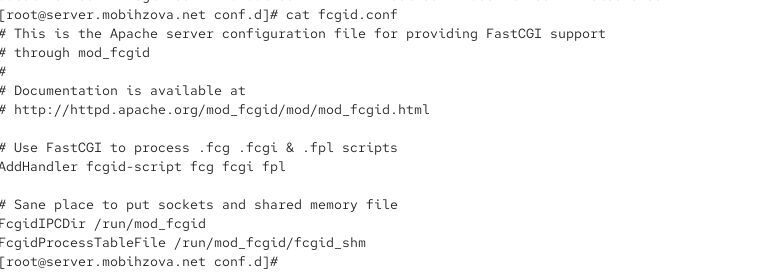 [root@server.mobihzova.net conf.d]# cat fcgid.conf
# This is the Apache server configuration file for providing FastCGI support
# through mod_fcgid
#
# Documentation is available at
# http://httpd.apache.org/mod_fcgid/mod/mod_fcgid.html
# Use FastCGI to process .fcg .fcgi & .fpl scripts
AddHandler fcgid-script fcg fcgi fpl
# Sane place to put sockets and shared memory file
FcgidIPCDir /run/mod_fcgid
FcgidProcessTableFile /run/mod_fcgid/fcgid_shm
[root@server.mobihzova.net conf.d]#